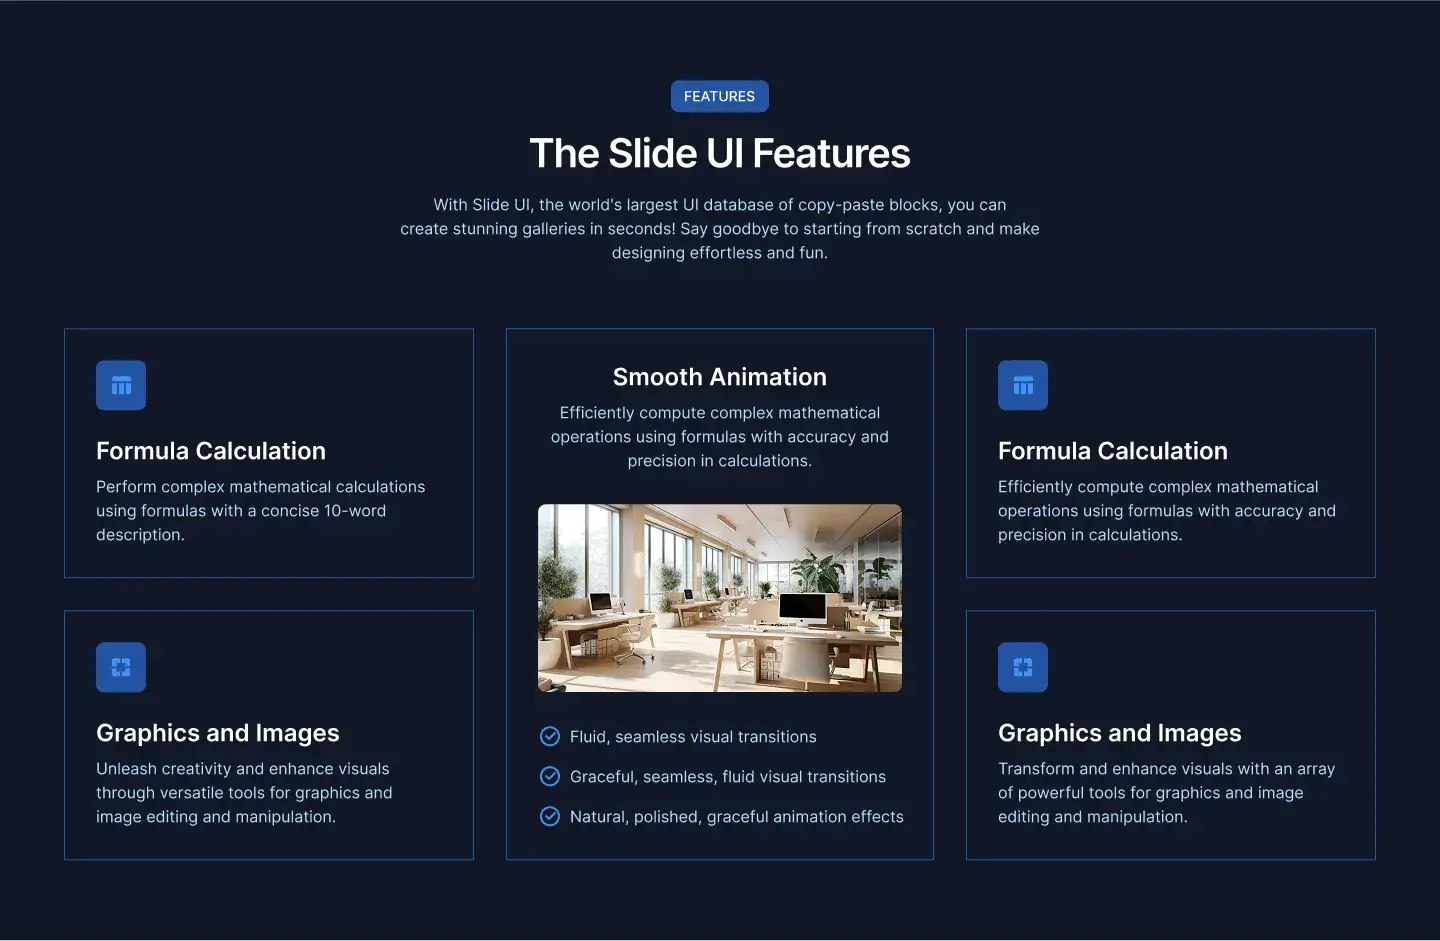 FEATURES
The Slide UI Features
With Slide UI, the world's largest UI database of copy-paste blocks, you can
create stunning galleries in seconds! Say goodbye to starting from scratch and make
designing effortless and fun.
Formula Calculation
Perform complex mathematical calculations
using formulas with a concise 10-word
description.
Graphics and Images
Unleash creativity and enhance visuals
through versatile tools for graphics and
image editing and manipulation.
Smooth Animation
Efficiently compute complex mathematical
operations using formulas with accuracy and
precision in calculations.
Fluid, seamless visual transitions
Graceful, seamless, fluid visual transitions
Natural, polished, graceful animation effects
Formula Calculation
Efficiently compute complex mathematical
operations using formulas with accuracy and
precision in calculations.
Graphics and Images
Transform and enhance visuals with an array
of powerful tools for graphics and image
editing and manipulation.